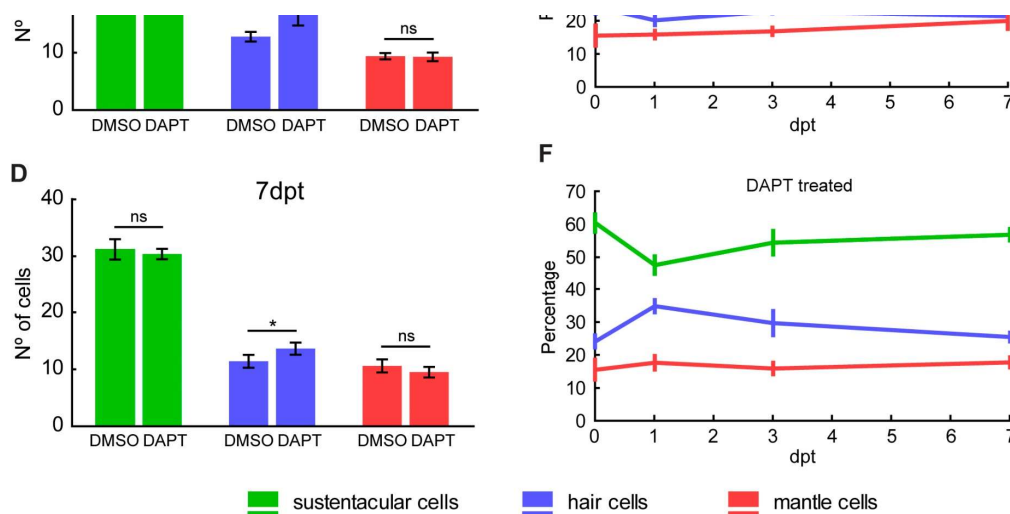 Nº
10
0
ns
DMSO DAPT
DMSO DAPT
DMSO DAPT
20
10
0
0 1 2 3 4 5 6 7
dpt
D
7dpt
Nº of cells
40
30
20
10
0
ns
*
ns
DMSO DAPT
DMSO DAPT
DMSO DAPT
F
DAPT treated
Percentage
70
60
50
40
30
20
10
0
0 1 2 3 4 5 6 7
dpt
sustentacular cells
hair cells
mantle cells